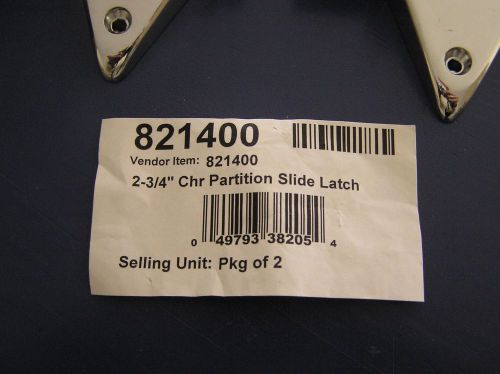 821400
Vendor Item: 821400
2-3/4" Chr Partition Slide Latch
0 49793 38205 4
Selling Unit: Pkg of 2